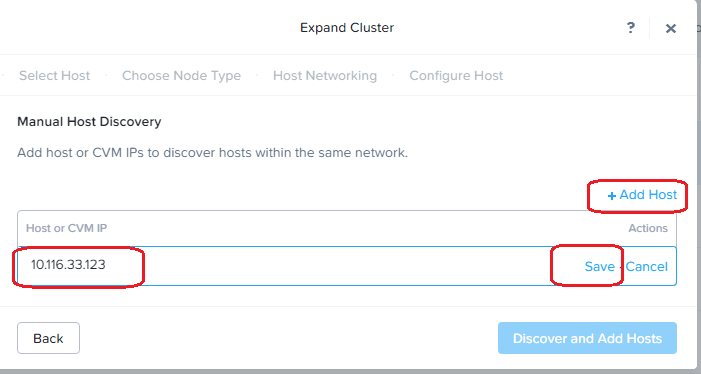 Expand Cluster
?
×
Select Host · Choose Node Type · Host Networking · Configure Host
Manual Host Discovery
Add host or CVM IPs to discover hosts within the same network.
+ Add Host
Host or CVM IP Actions
10.116.33.123 Save · Cancel
Back Discover and Add Hosts